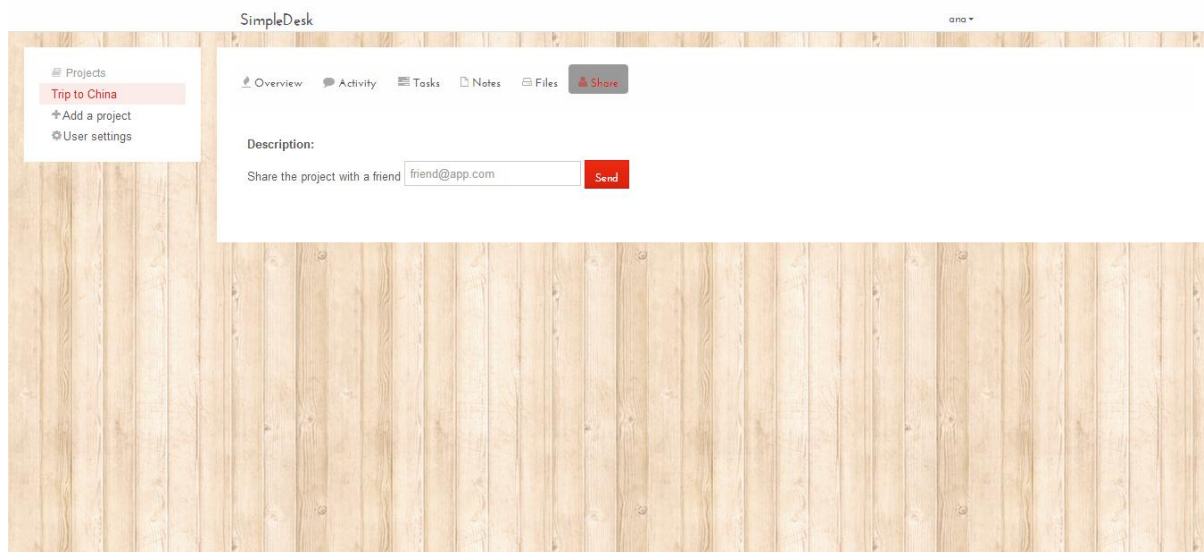 SimpleDesk
ana
Projects
Trip to China
Add a project
User settings
Overview Activity Tasks Notes Files Share
Description:
Share the project with a friend friend@app.com Send